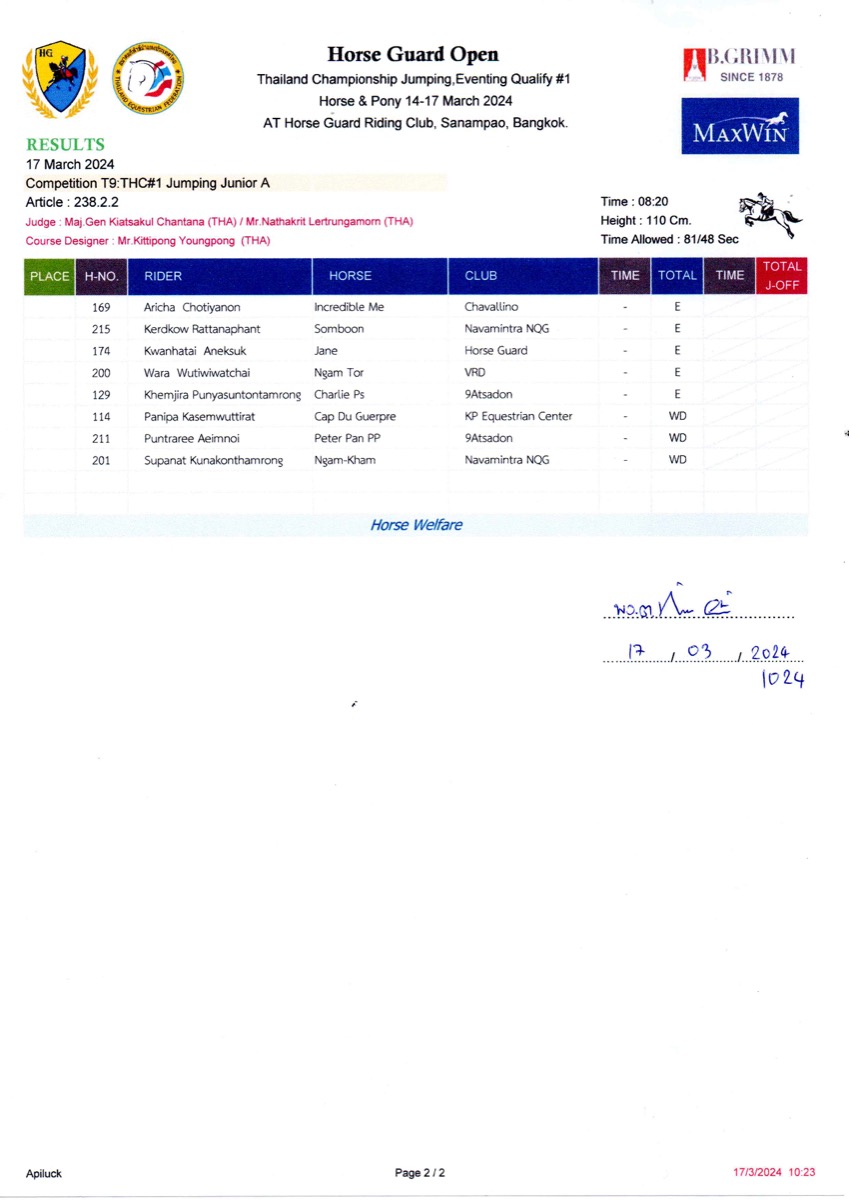 HG
THAILAND EQUESTRIAN FEDERATION
Horse Guard Open
Thailand Championship Jumping,Eventing Qualify #1
Horse & Pony 14-17 March 2024
AT Horse Guard Riding Club, Sanampao, Bangkok.
B.GRIMM
SINCE 1878
MAXWIN
RESULTS
17 March 2024
Competition T9:THC#1 Jumping Junior A
Article : 238.2.2
Time : 08:20
Judge : Maj.Gen Kiatsakul Chantana (THA) / Mr.Nathakrit Lertrungamorn (THA)
Height : 110 Cm.
Course Designer : Mr.Kittipong Youngpong (THA)
Time Allowed : 81/48 Sec
PLACE H-NO. RIDER HORSE CLUB TIME TOTAL TIME TOTAL J-OFF
169 Aricha Chotiyanon Incredible Me Chavallino - E
215 Kerdkow Rattanaphant Somboon Navamintra NQG - E
174 Kwanhatai Aneksuk Jane Horse Guard - E
200 Wara Wutiwiwatchai Ngam Tor VRD - E
129 Khemjira Punyasuntontamrong Charlie Ps 9Atsadon - E
114 Panipa Kasemwuttirat Cap Du Guerpre KP Equestrian Center - WD
211 Puntraree Aeimnoi Peter Pan PP 9Atsadon - WD
201 Supanat Kunakonthamrong Ngam-Kham Navamintra NQG - WD
Horse Welfare
17 / 03 / 2024
1024
Apiluck
Page 2 / 2
17/3/2024 10:23